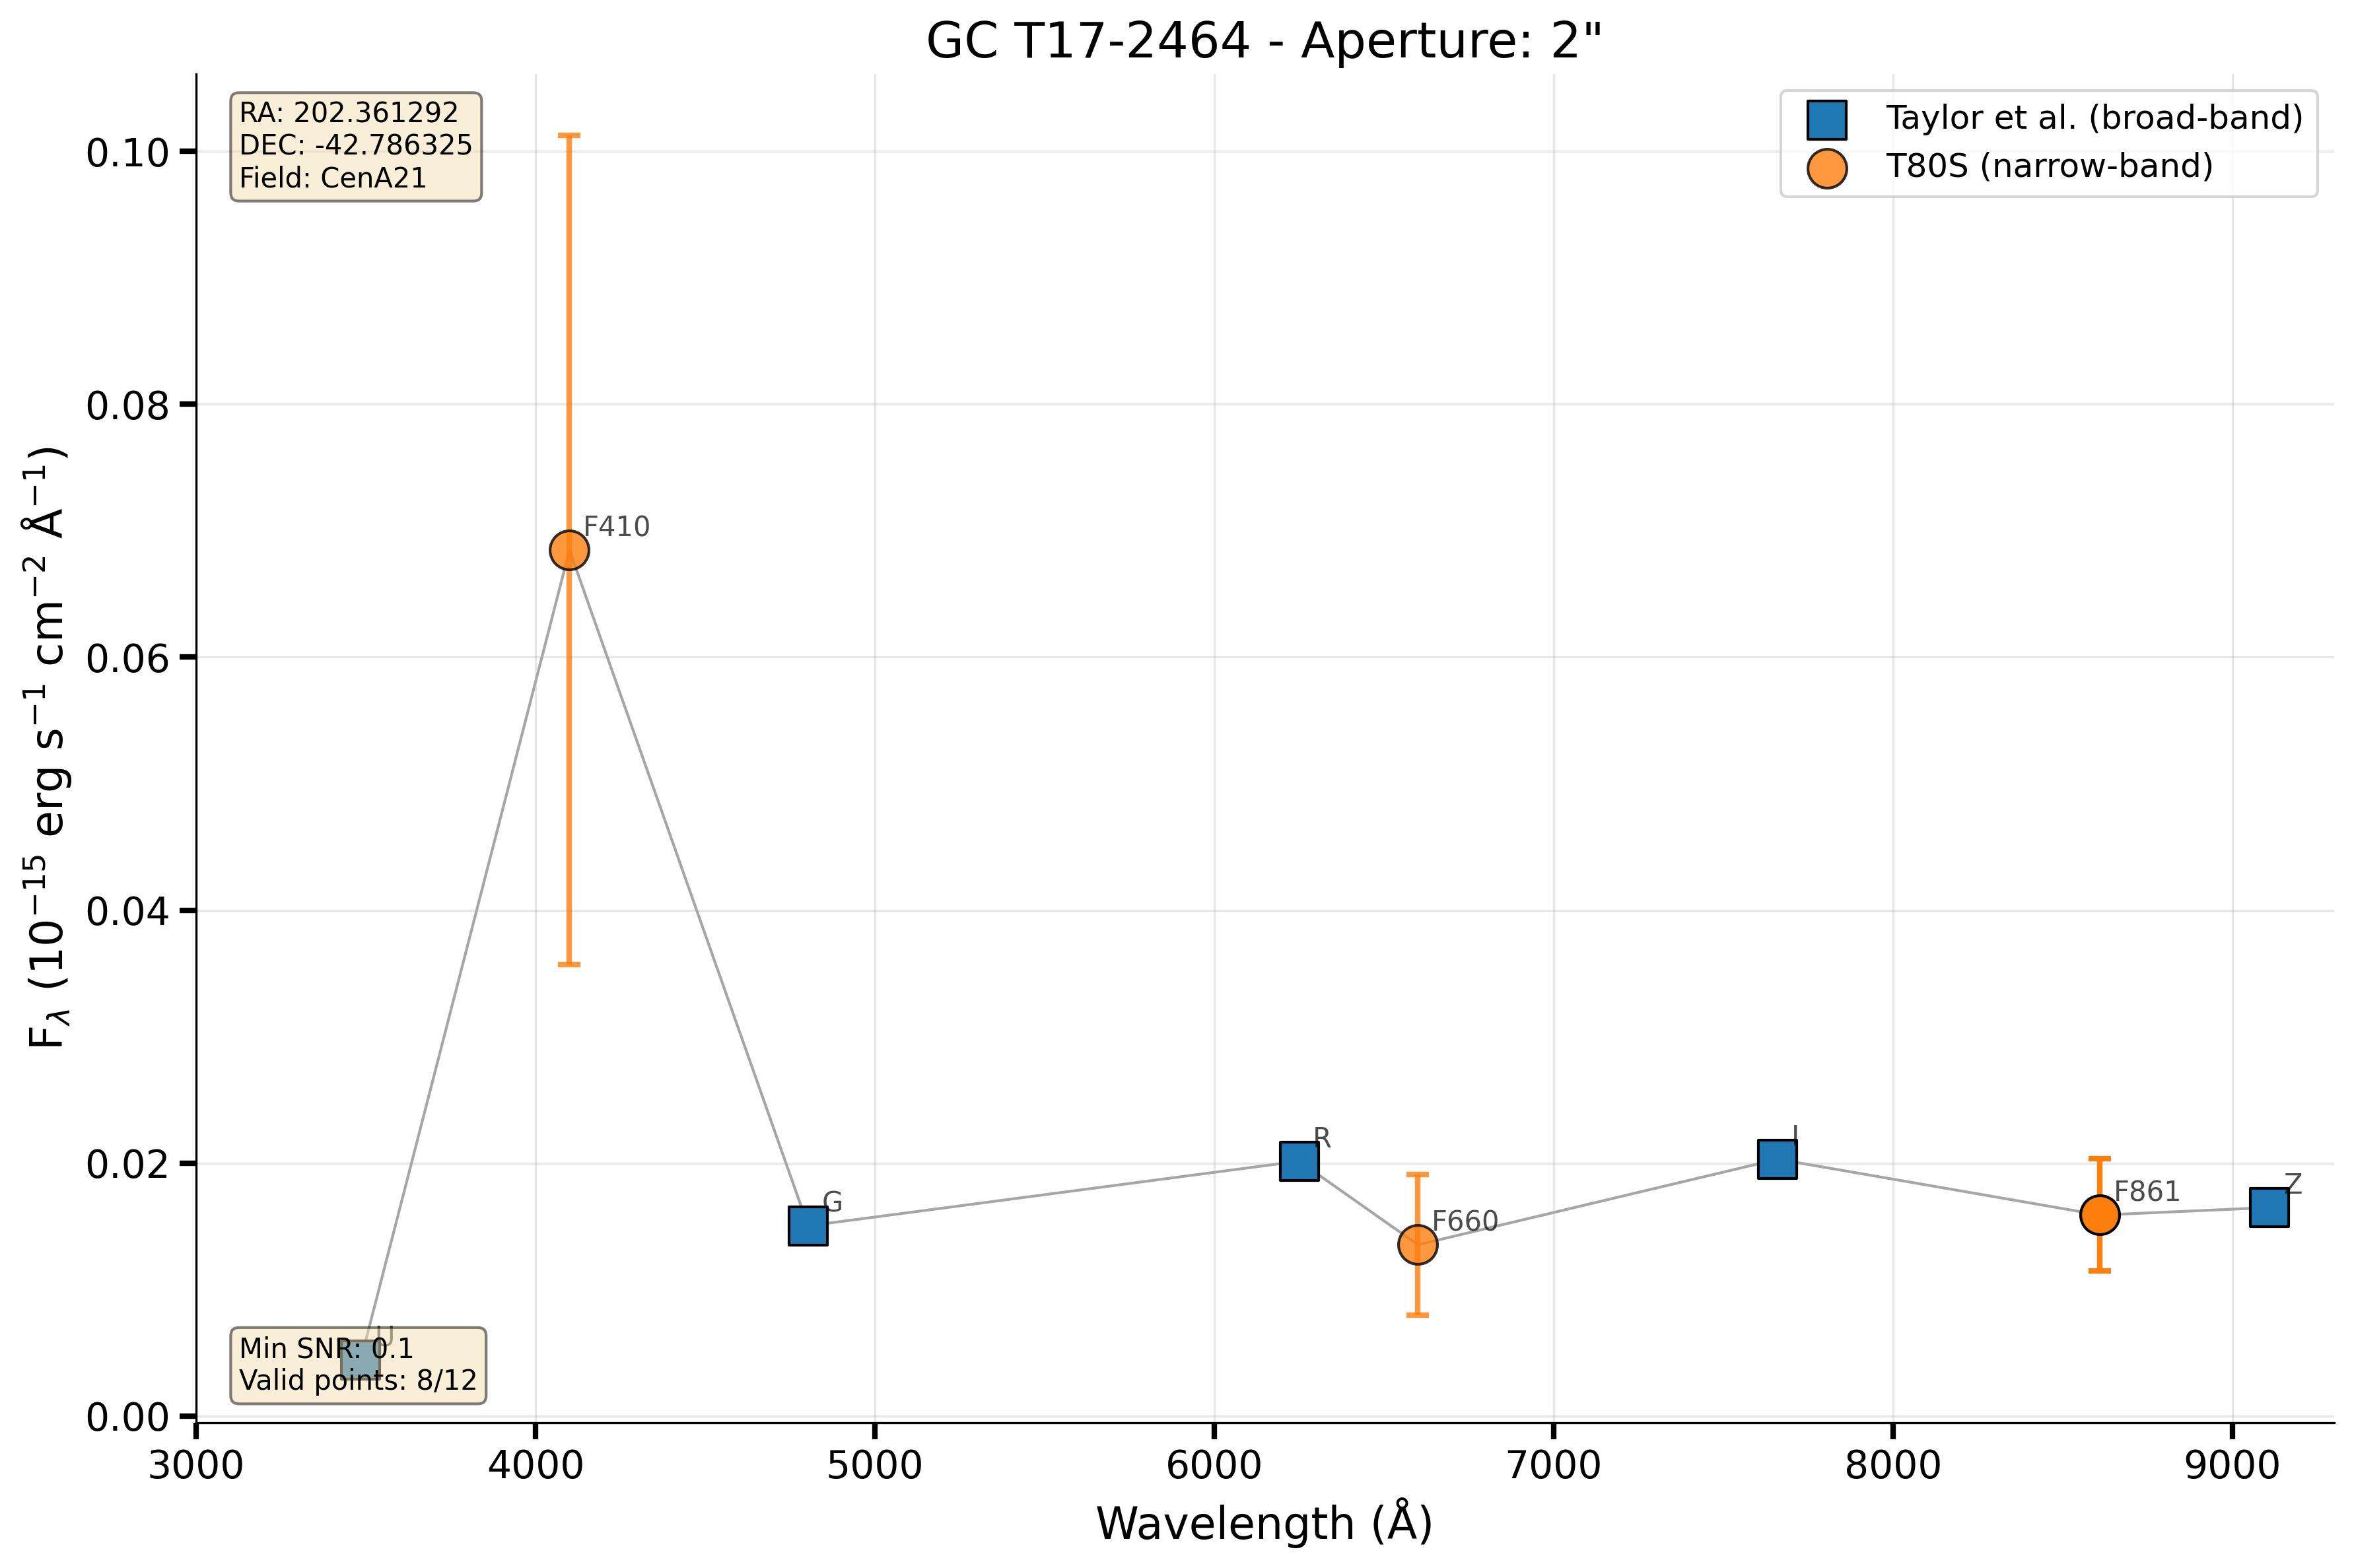 GC T17-2464 - Aperture: 2"
RA: 202.361292
DEC: -42.786325
Field: CenA21
Taylor et al. (broad-band)
T80S (narrow-band)
F_λ (10⁻¹⁵ erg s⁻¹ cm⁻² Å⁻¹)
0.10
0.08
0.06
0.04
0.02
0.00
F410
G
R
F660
I
F861
Z
U
Min SNR: 0.1
Valid points: 8/12
3000
4000
5000
6000
7000
8000
9000
Wavelength (Å)